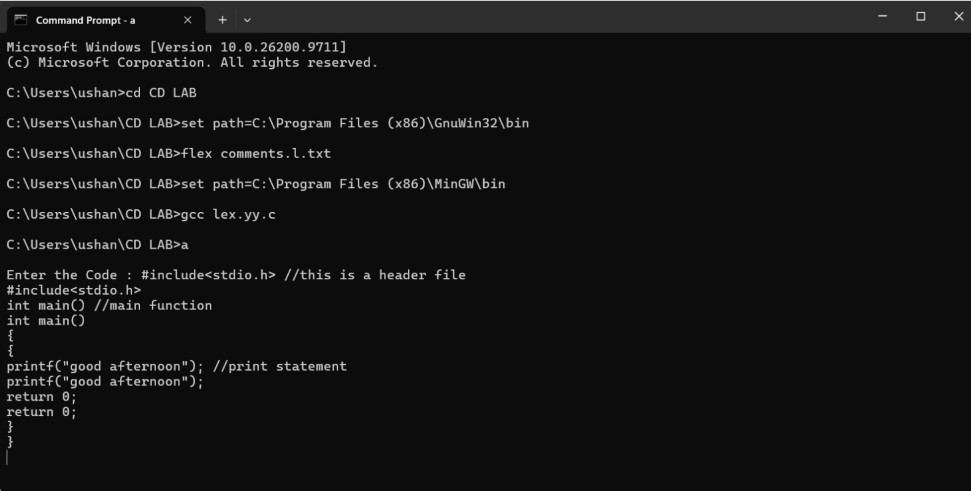 Command Prompt - a
Microsoft Windows [Version 10.0.26200.9711]
(c) Microsoft Corporation. All rights reserved.
C:\Users\ushan>cd CD LAB
C:\Users\ushan\CD LAB>set path=C:\Program Files (x86)\GnuWin32\bin
C:\Users\ushan\CD LAB>flex comments.l.txt
C:\Users\ushan\CD LAB>set path=C:\Program Files (x86)\MinGW\bin
C:\Users\ushan\CD LAB>gcc lex.yy.c
C:\Users\ushan\CD LAB>a
Enter the Code : #include<stdio.h> //this is a header file
#include<stdio.h>
int main() //main function
int main()
{
{
printf("good afternoon"); //print statement
printf("good afternoon");
return 0;
return 0;
}
}